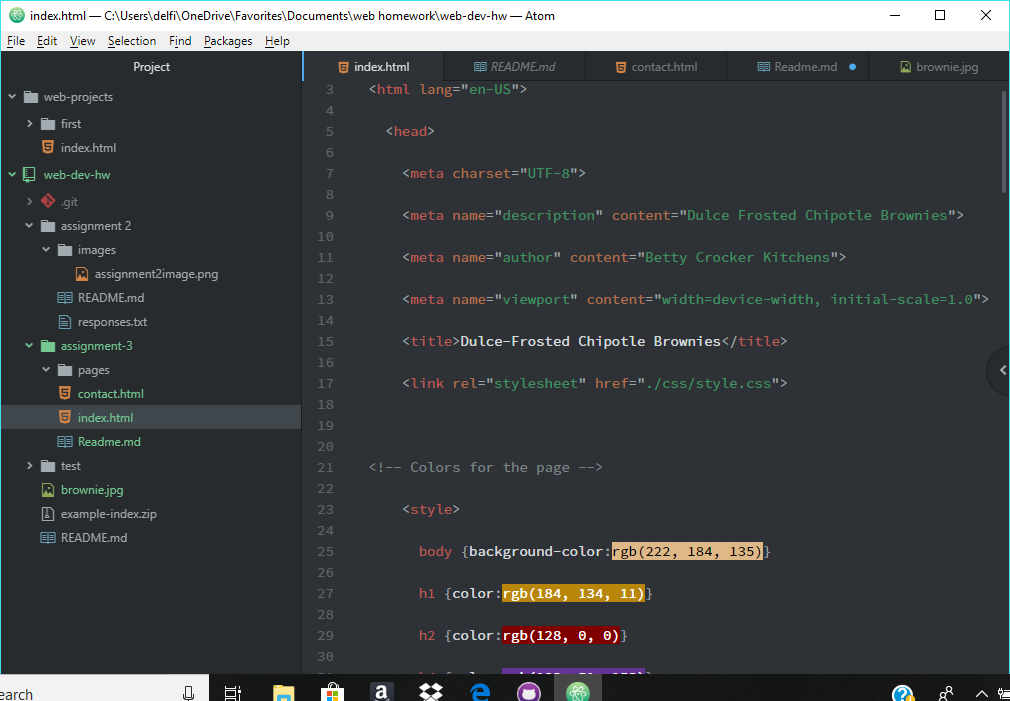 index.html — C:\Users\delfi\OneDrive\Favorites\Documents\web homework\web-dev-hw — Atom
File Edit View Selection Find Packages Help
Project
web-projects
first
index.html
web-dev-hw
.git
assignment 2
images
assignment2image.png
README.md
responses.txt
assignment-3
pages
contact.html
index.html
Readme.md
test
brownie.jpg
example-index.zip
README.md
index.html README.md contact.html Readme.md brownie.jpg
3 <html lang="en-US">
4
5 <head>
6
7 <meta charset="UTF-8">
8
9 <meta name="description" content="Dulce Frosted Chipotle Brownies">
10
11 <meta name="author" content="Betty Crocker Kitchens">
12
13 <meta name="viewport" content="width=device-width, initial-scale=1.0">
14
15 <title>Dulce-Frosted Chipotle Brownies</title>
16
17 <link rel="stylesheet" href="./css/style.css">
18
19
20
21 <!-- Colors for the page -->
22
23 <style>
24
25 body {background-color:rgb(222, 184, 135)}
26
27 h1 {color:rgb(184, 134, 11)}
28
29 h2 {color:rgb(128, 0, 0)}
30
earch